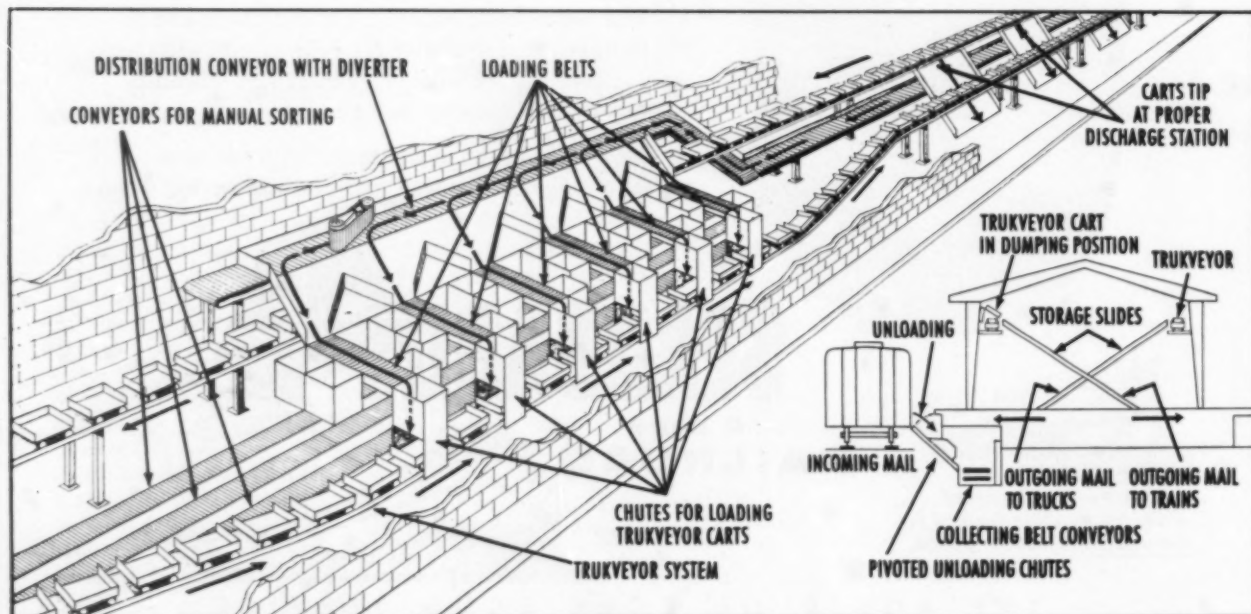 DISTRIBUTION CONVEYOR WITH DIVERTER
CONVEYORS FOR MANUAL SORTING
LOADING BELTS
CARTS TIP
AT PROPER
DISCHARGE STATION
TRUKVEYOR CART
IN DUMPING POSITION
TRUKVEYOR
UNLOADING
STORAGE SLIDES
INCOMING MAIL
OUTGOING MAIL
TO TRUCKS
OUTGOING MAIL
TO TRAINS
COLLECTING BELT CONVEYORS
PIVOTED UNLOADING CHUTES
CHUTES FOR LOADING
TRUKVEYOR CARTS
TRUKVEYOR SYSTEM